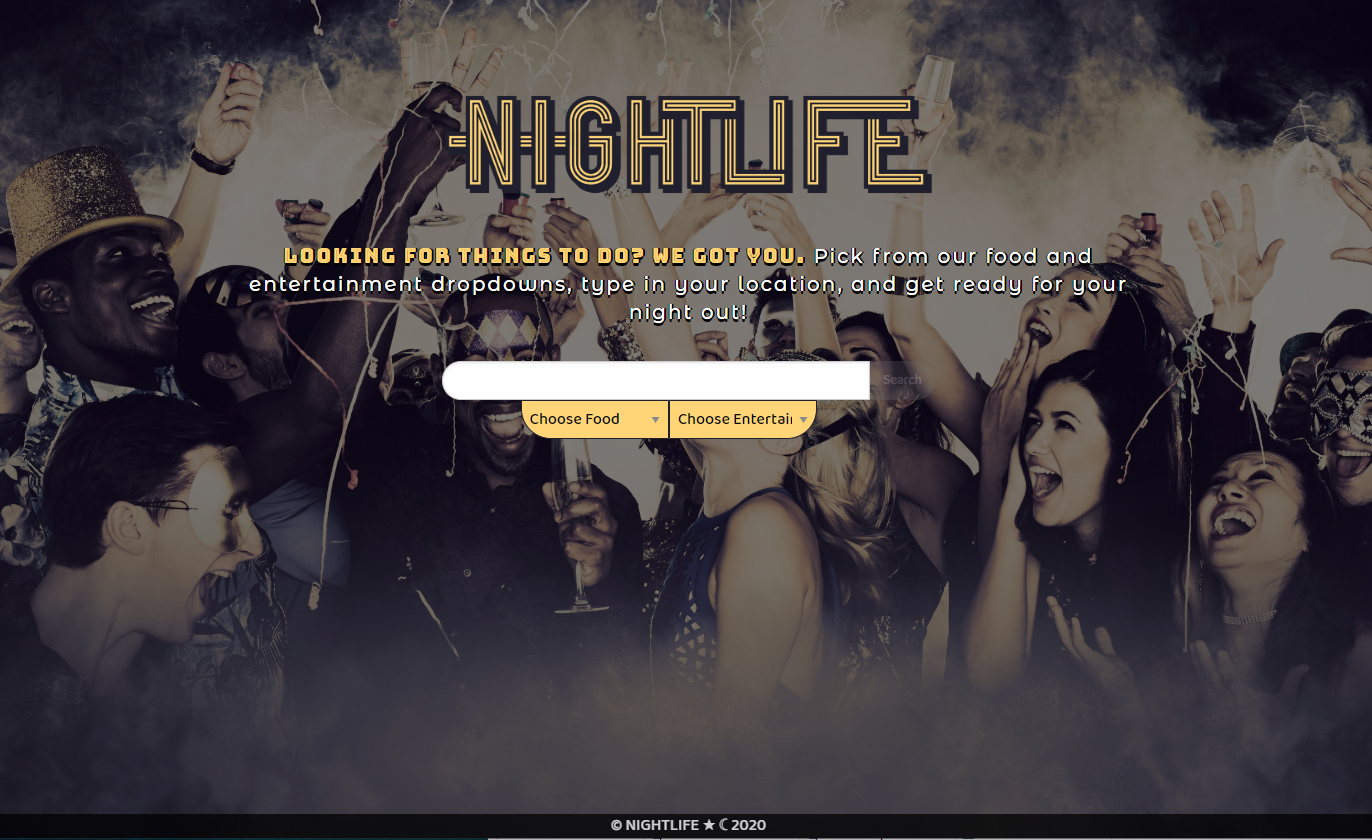 NIGHTLIFE
LOOKING FOR THINGS TO DO? WE GOT YOU. Pick from our food and
entertainment dropdowns, type in your location, and get ready for your
night out!
Search
Choose Food Choose Entertai
© NIGHTLIFE ★ ☾ 2020